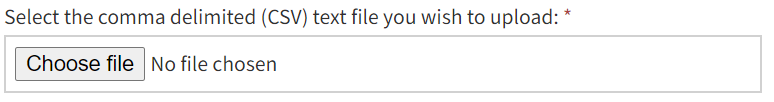 Select the comma delimited (CSV) text file you wish to upload: *
Choose file No file chosen